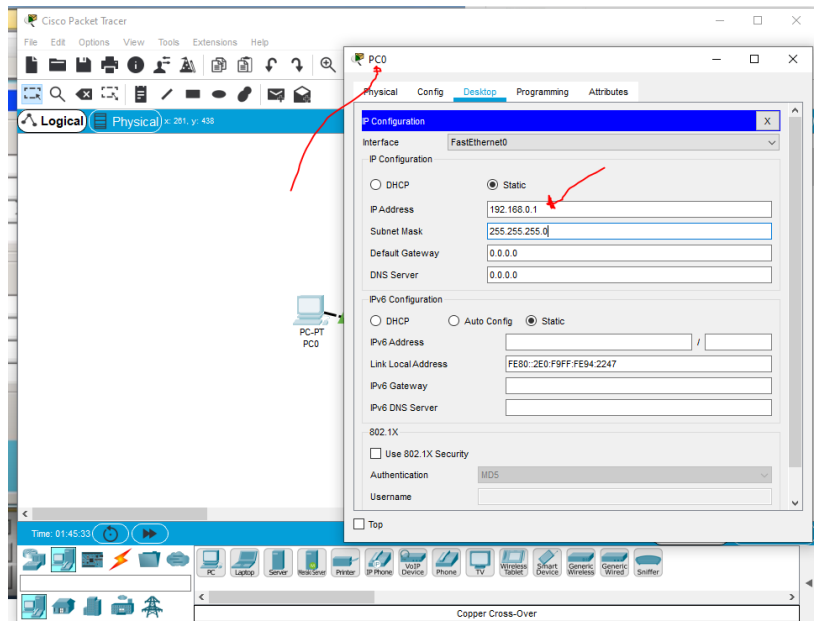 Cisco Packet Tracer
File Edit Options View Tools Extensions Help
Logical Physical x: 281, y: 438
PC-PT
PC0
PC0
Physical Config Desktop Programming Attributes
IP Configuration X
Interface FastEthernet0
IP Configuration
DHCP Static
IP Address 192.168.0.1
Subnet Mask 255.255.255.0
Default Gateway 0.0.0.0
DNS Server 0.0.0.0
IPv6 Configuration
DHCP Auto Config Static
IPv6 Address /
Link Local Address FE80::2E0:F9FF:FE94:2247
IPv6 Gateway
IPv6 DNS Server
802.1X
Use 802.1X Security
Authentication MD5
Username
Top
Time: 01:45:33
PC Laptop Server Printer IP Phone VoIP Device Phone TV Wireless Tablet Smart Device Generic Wireless Generic Wired Sniffer
Copper Cross-Over